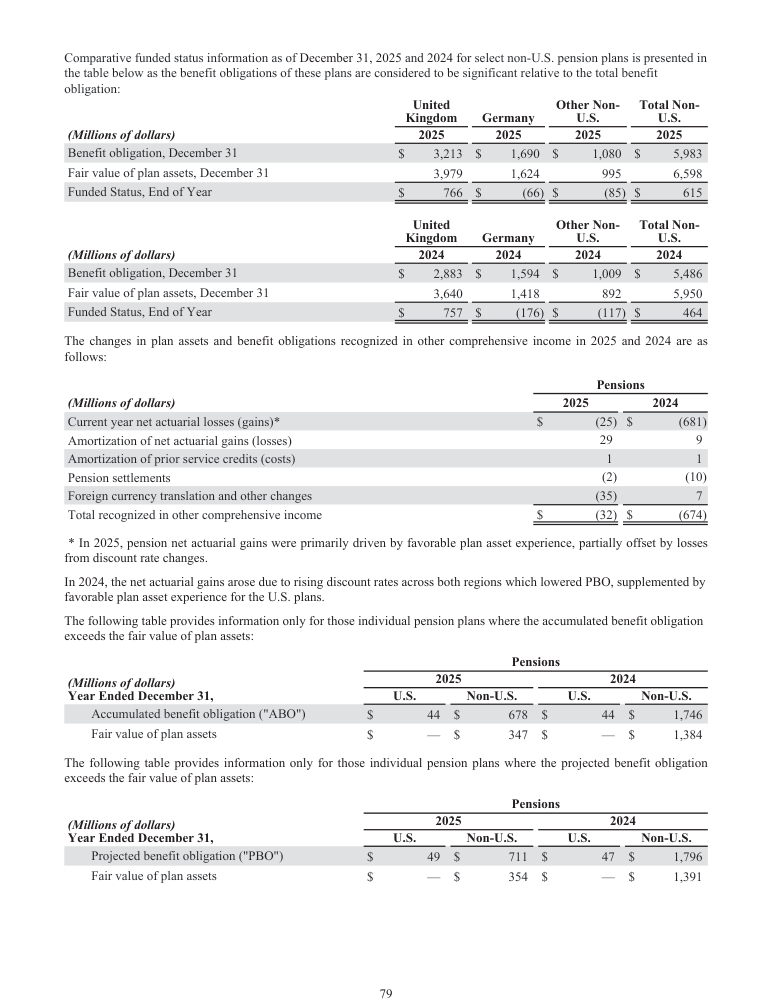 Comparative funded status information as of December 31, 2025 and 2024 for select non-U.S. pension plans is presented in
the table below as the benefit obligations of these plans are considered to be significant relative to the total benefit
obligation:
United Kingdom Germany Other Non-U.S. Total Non-U.S.
(Millions of dollars) 2025 2025 2025 2025
Benefit obligation, December 31 $ 3,213 $ 1,690 $ 1,080 $ 5,983
Fair value of plan assets, December 31 3,979 1,624 995 6,598
Funded Status, End of Year $ 766 $ (66) $ (85) $ 615
United Kingdom Germany Other Non-U.S. Total Non-U.S.
(Millions of dollars) 2024 2024 2024 2024
Benefit obligation, December 31 $ 2,883 $ 1,594 $ 1,009 $ 5,486
Fair value of plan assets, December 31 3,640 1,418 892 5,950
Funded Status, End of Year $ 757 $ (176) $ (117) $ 464
The changes in plan assets and benefit obligations recognized in other comprehensive income in 2025 and 2024 are as
follows:
Pensions
(Millions of dollars) 2025 2024
Current year net actuarial losses (gains)* $ (25) $ (681)
Amortization of net actuarial gains (losses) 29 9
Amortization of prior service credits (costs) 1 1
Pension settlements (2) (10)
Foreign currency translation and other changes (35) 7
Total recognized in other comprehensive income $ (32) $ (674)
* In 2025, pension net actuarial gains were primarily driven by favorable plan asset experience, partially offset by losses
from discount rate changes.
In 2024, the net actuarial gains arose due to rising discount rates across both regions which lowered PBO, supplemented by
favorable plan asset experience for the U.S. plans.
The following table provides information only for those individual pension plans where the accumulated benefit obligation
exceeds the fair value of plan assets:
Pensions
(Millions of dollars) 2025 2024
Year Ended December 31, U.S. Non-U.S. U.S. Non-U.S.
Accumulated benefit obligation ("ABO") $ 44 $ 678 $ 44 $ 1,746
Fair value of plan assets $ — $ 347 $ — $ 1,384
The following table provides information only for those individual pension plans where the projected benefit obligation
exceeds the fair value of plan assets:
Pensions
(Millions of dollars) 2025 2024
Year Ended December 31, U.S. Non-U.S. U.S. Non-U.S.
Projected benefit obligation ("PBO") $ 49 $ 711 $ 47 $ 1,796
Fair value of plan assets $ — $ 354 $ — $ 1,391
79